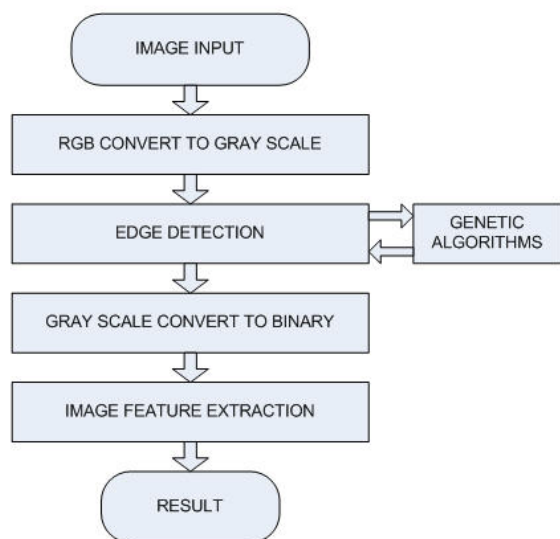 IMAGE INPUT
RGB CONVERT TO GRAY SCALE
EDGE DETECTION
GENETIC
ALGORITHMS
GRAY SCALE CONVERT TO BINARY
IMAGE FEATURE EXTRACTION
RESULT